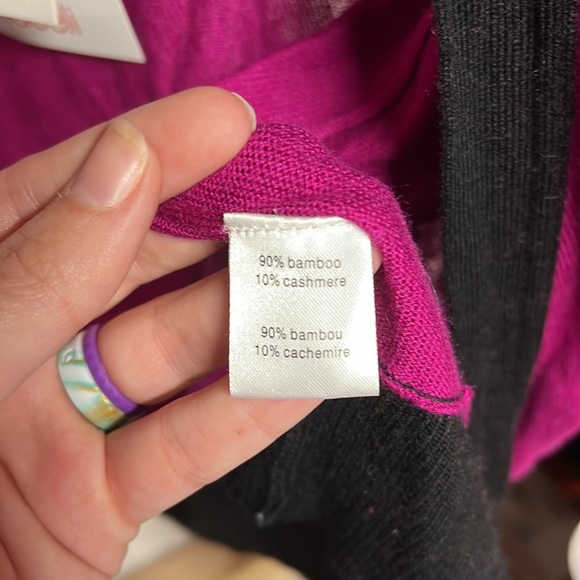 90% bamboo
10% cashmere
90% bambou
10% cachemire